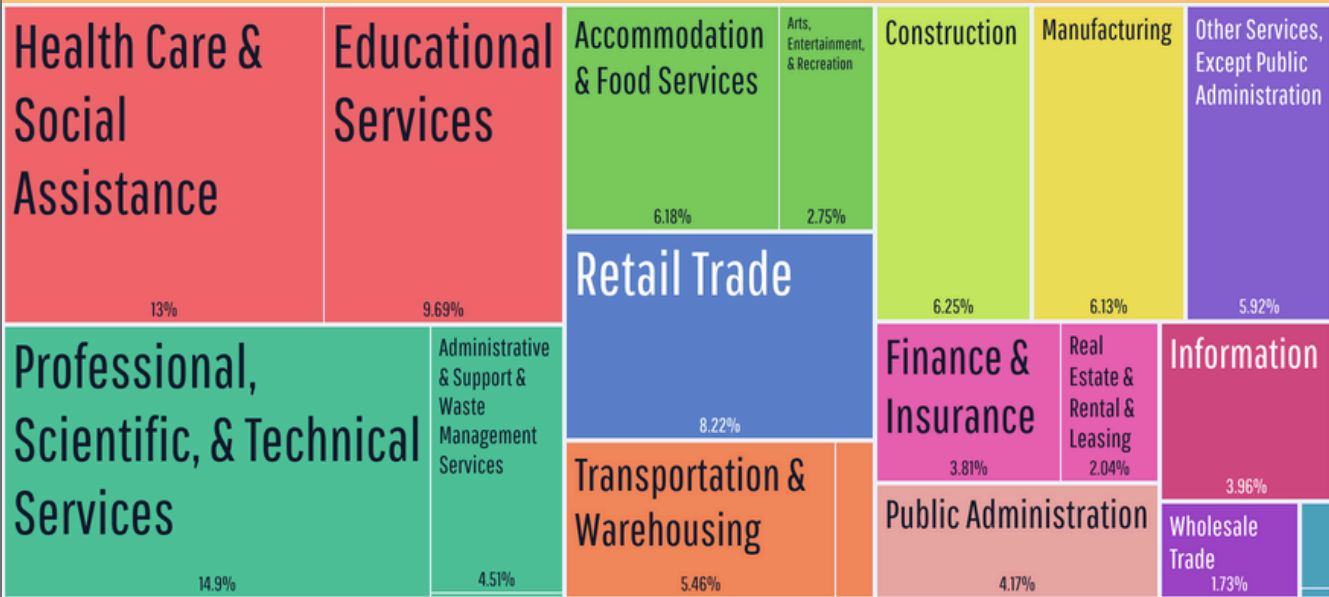 Health Care &
Social
Assistance
13%
Educational
Services
9.69%
Professional,
Scientific, & Technical
Services
14.9%
Administrative
& Support &
Waste
Management
Services
4.51%
Accommodation
& Food Services
6.18%
Arts,
Entertainment,
& Recreation
2.75%
Retail Trade
8.22%
Transportation &
Warehousing
5.46%
Construction
6.25%
Manufacturing
6.13%
Other Services,
Except Public
Administration
5.92%
Finance &
Insurance
3.81%
Real
Estate &
Rental &
Leasing
2.04%
Public Administration
4.17%
Information
3.96%
Wholesale
Trade
1.73%